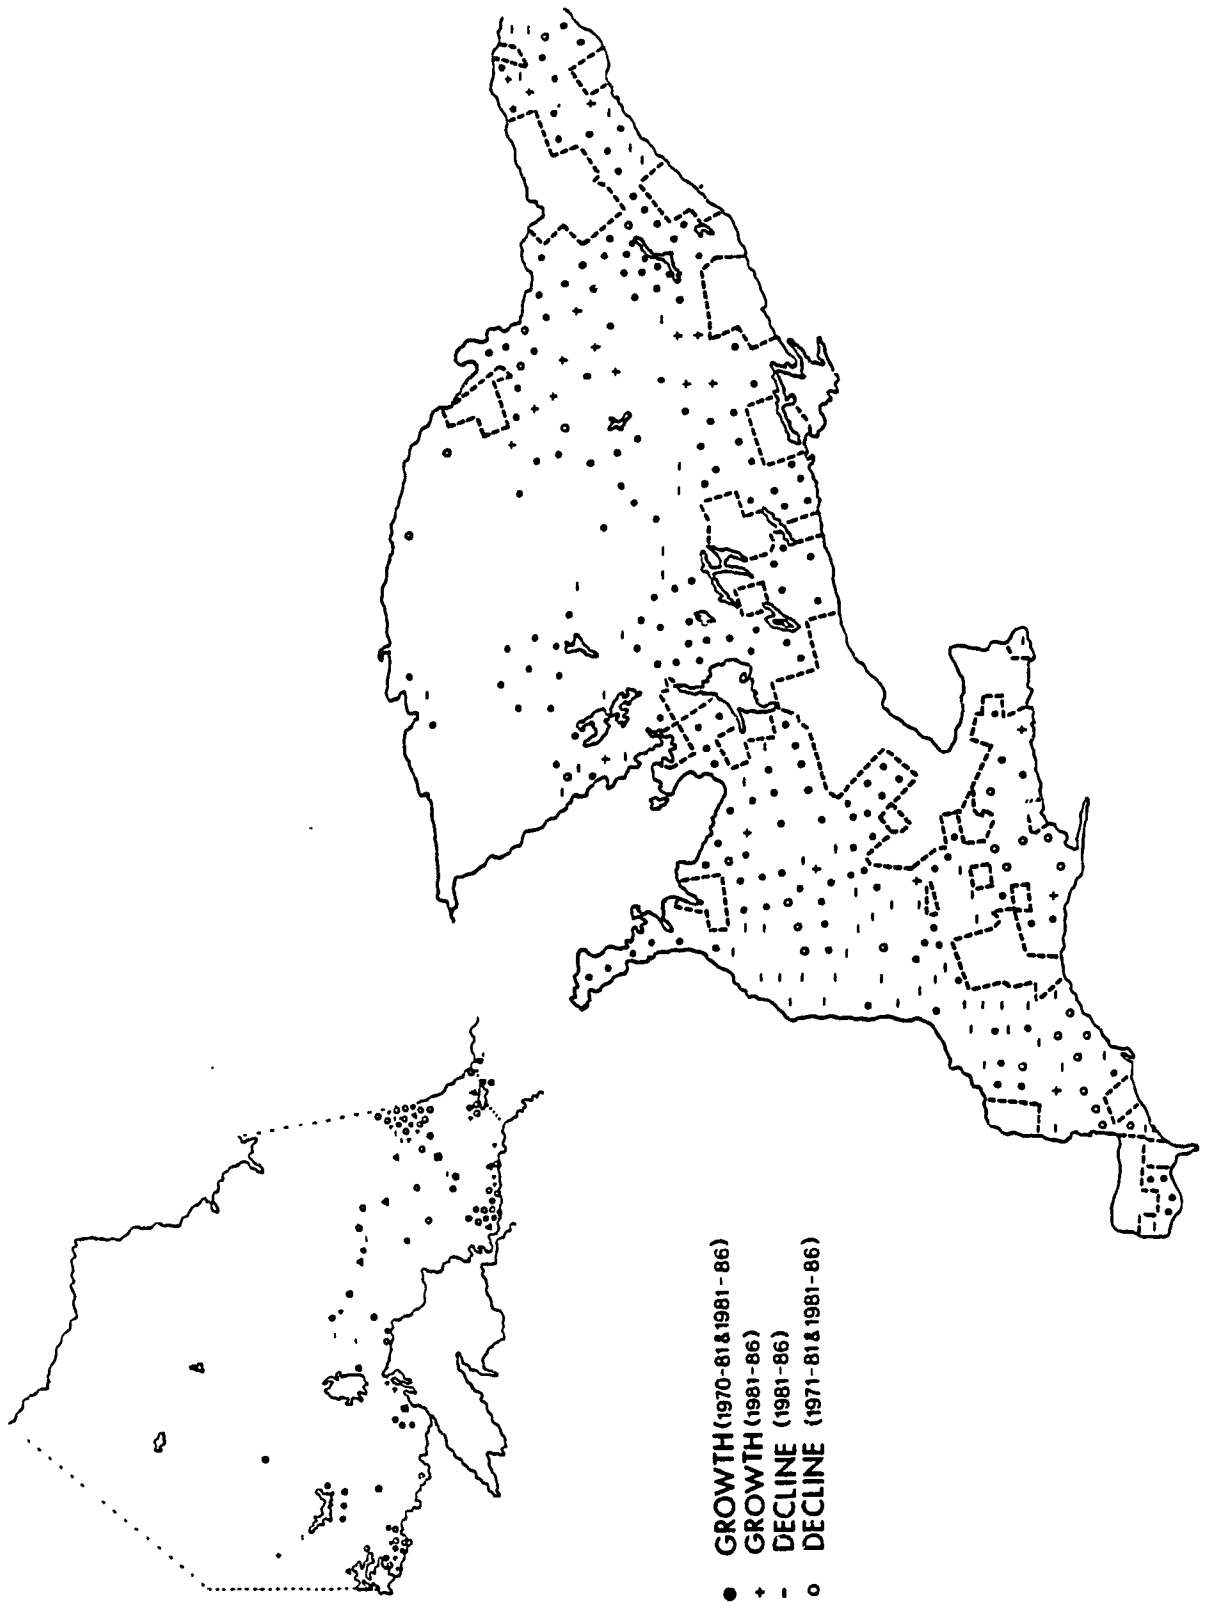 ● GROWTH (1970-81&1981-86)
+ GROWTH (1981-86)
– DECLINE (1981-86)
○ DECLINE (1971-81&1981-86)